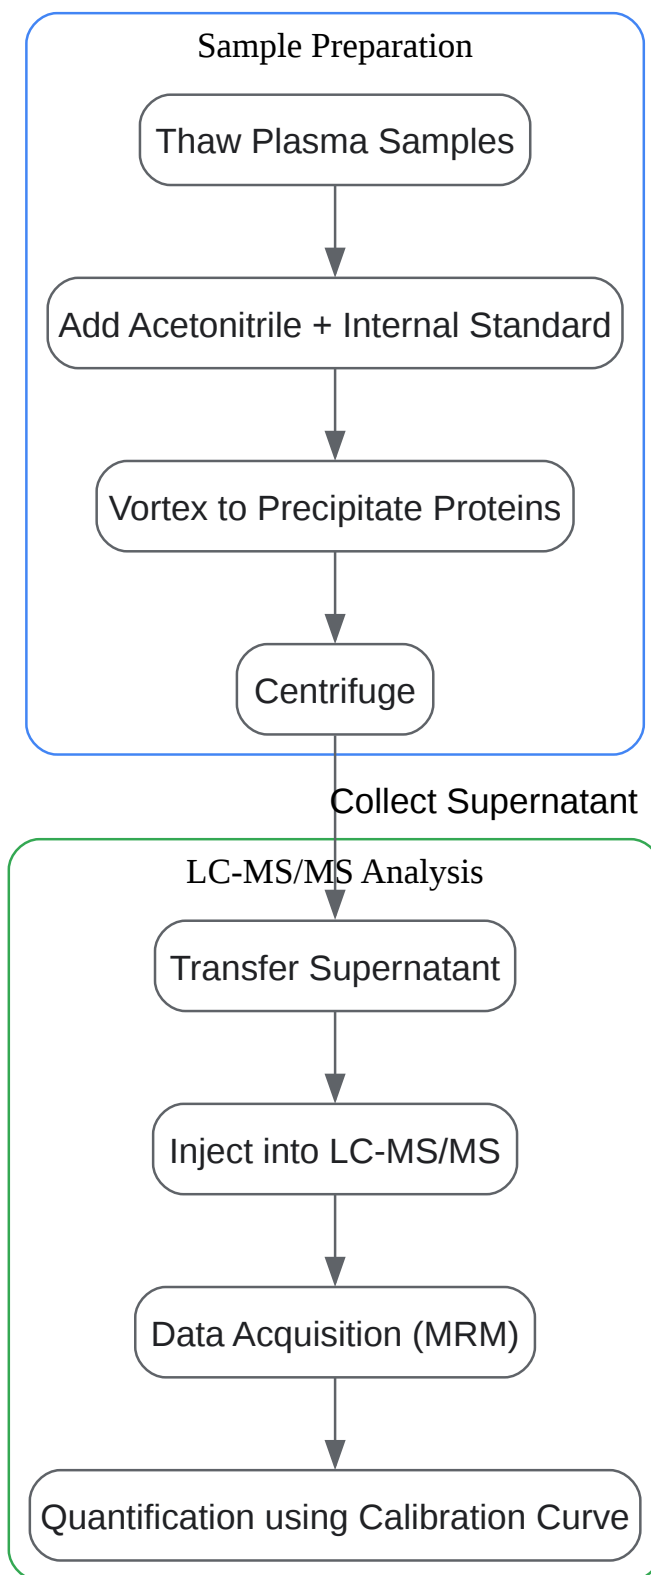 Sample Preparation
Thaw Plasma Samples
Add Acetonitrile + Internal Standard
Vortex to Precipitate Proteins
Centrifuge
Collect Supernatant
LC-MS/MS Analysis
Transfer Supernatant
Inject into LC-MS/MS
Data Acquisition (MRM)
Quantification using Calibration Curve